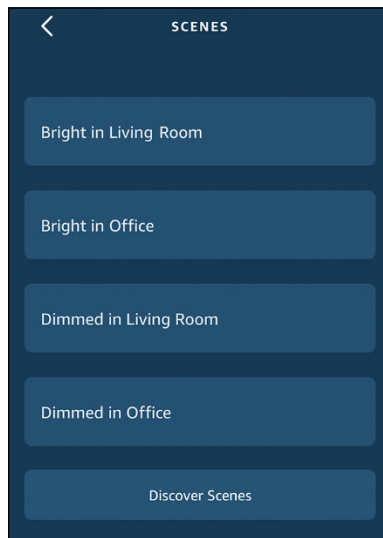 SCENES
Bright in Living Room
Bright in Office
Dimmed in Living Room
Dimmed in Office
Discover Scenes